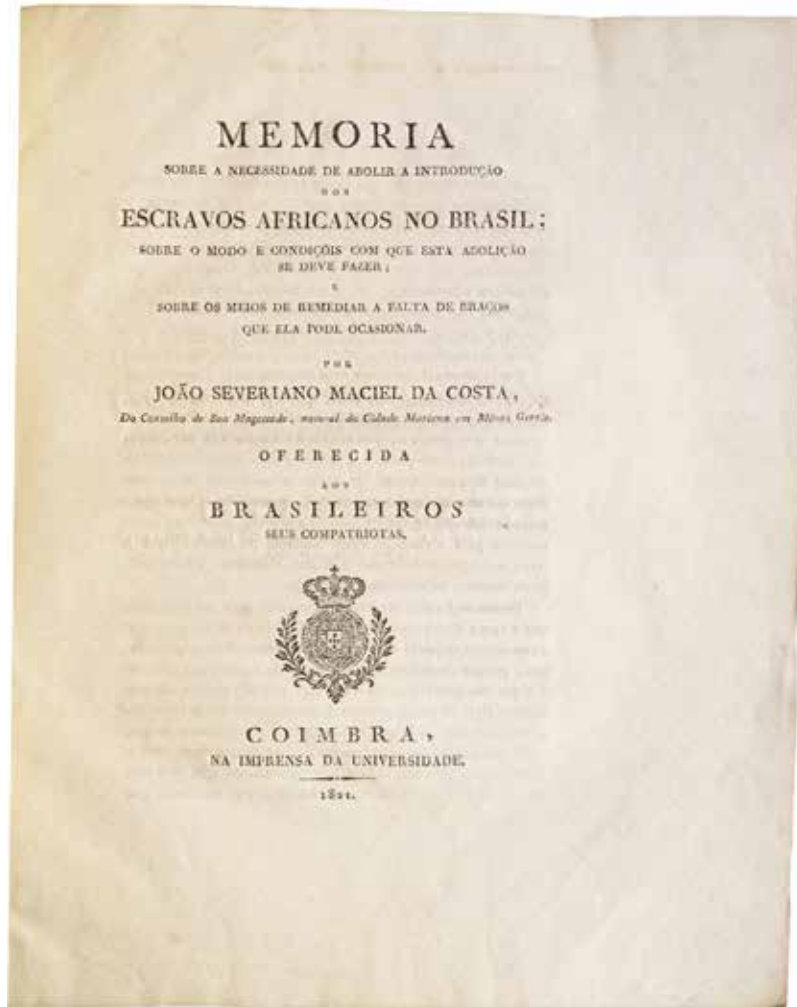 MEMORIA
SOBRE A NECESSIDADE DE ABOLIR A INTRODUÇÃO
DOS
ESCRAVOS AFRICANOS NO BRASIL;
SOBRE O MODO E CONDIÇÕIS COM QUE ESTA ABOLIÇÃO
SE DEVE FAZER;
E
SOBRE OS MEIOS DE REMEDIAR A FALTA DE BRAÇOS
QUE ELA PODE OCASIONAR.
POR
JOÃO SEVERIANO MACIEL DA COSTA,
Do Conselho de Sua Magestade, natural da Cidade Mariana em Minas Geraes.
OFERECIDA
AOS
BRASILEIROS
SEUS COMPATRIOTAS.
COIMBRA,
NA IMPRENSA DA UNIVERSIDADE.
1821.